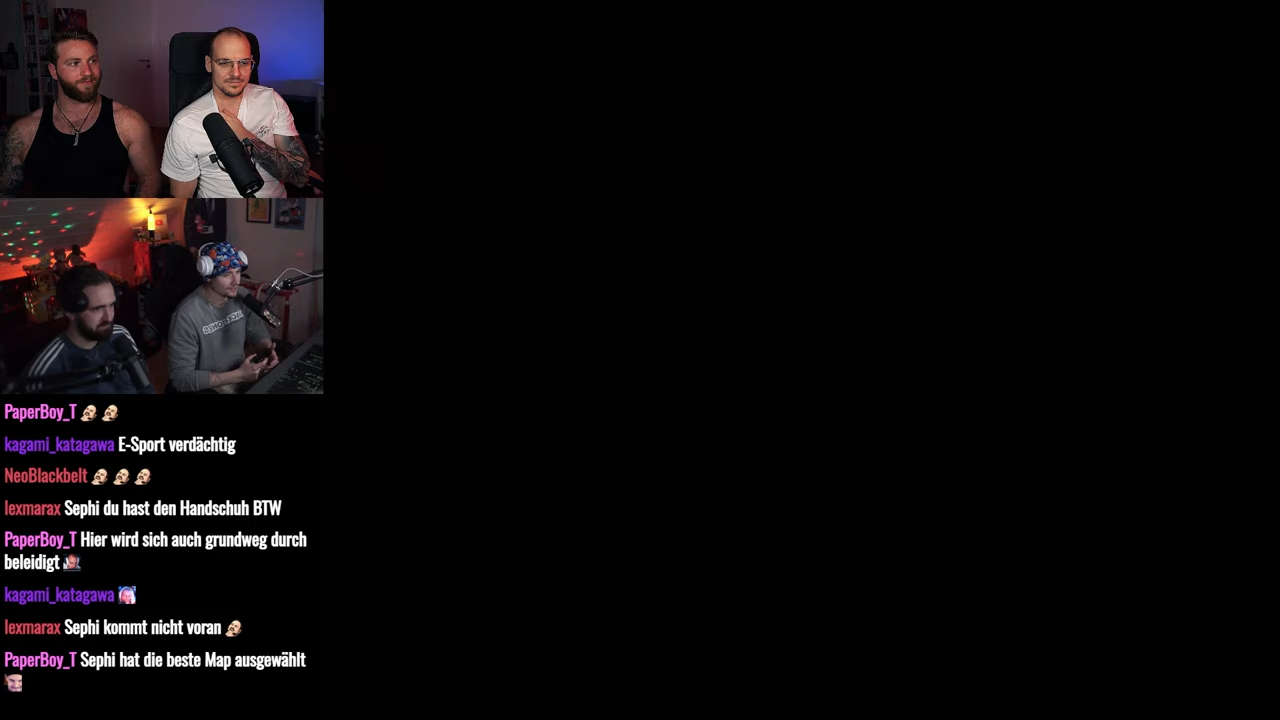 PaperBoy_T
kagami_katagawa E-Sport verdächtig
NeoBlackbelt
lexmarax Sephi du hast den Handschuh BTW
PaperBoy_T Hier wird sich auch grundweg durch
beleidigt
kagami_katagawa
lexmarax Sephi kommt nicht voran
PaperBoy_T Sephi hat die beste Map ausgewählt